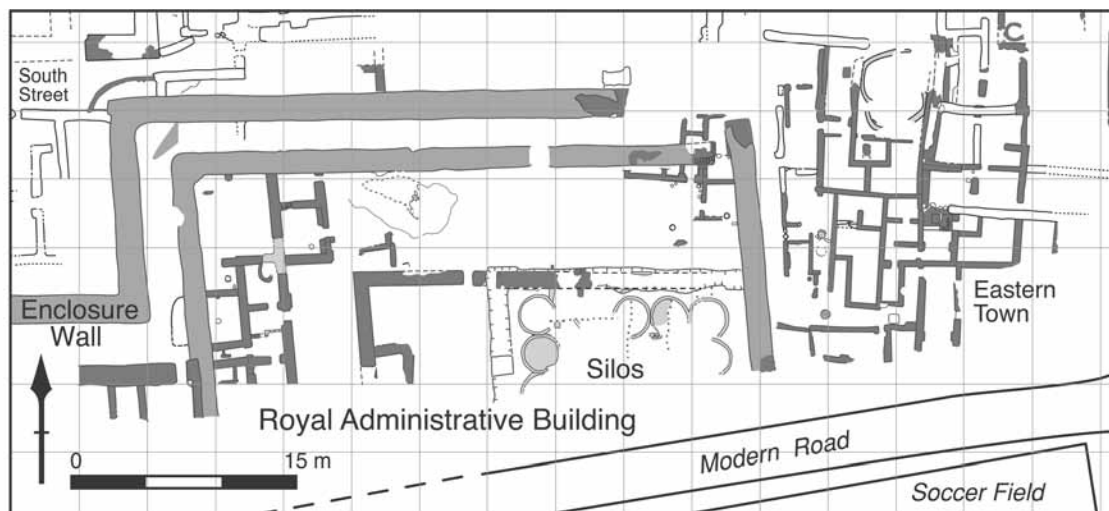 South
Street
Enclosure
Wall
Silos
Eastern
Town
Royal Administrative Building
0
15 m
Modern Road
Soccer Field